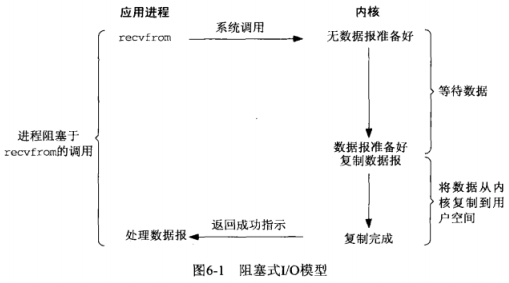 应用进程
内核
recvfrom
系统调用
无数据报准备好
等待数据
进程阻塞于
recvfrom的调用
数据报准备好
复制数据报
将数据从内
核复制到用
户空间
返回成功指示
处理数据报
复制完成
图6-1 阻塞式I/O模型